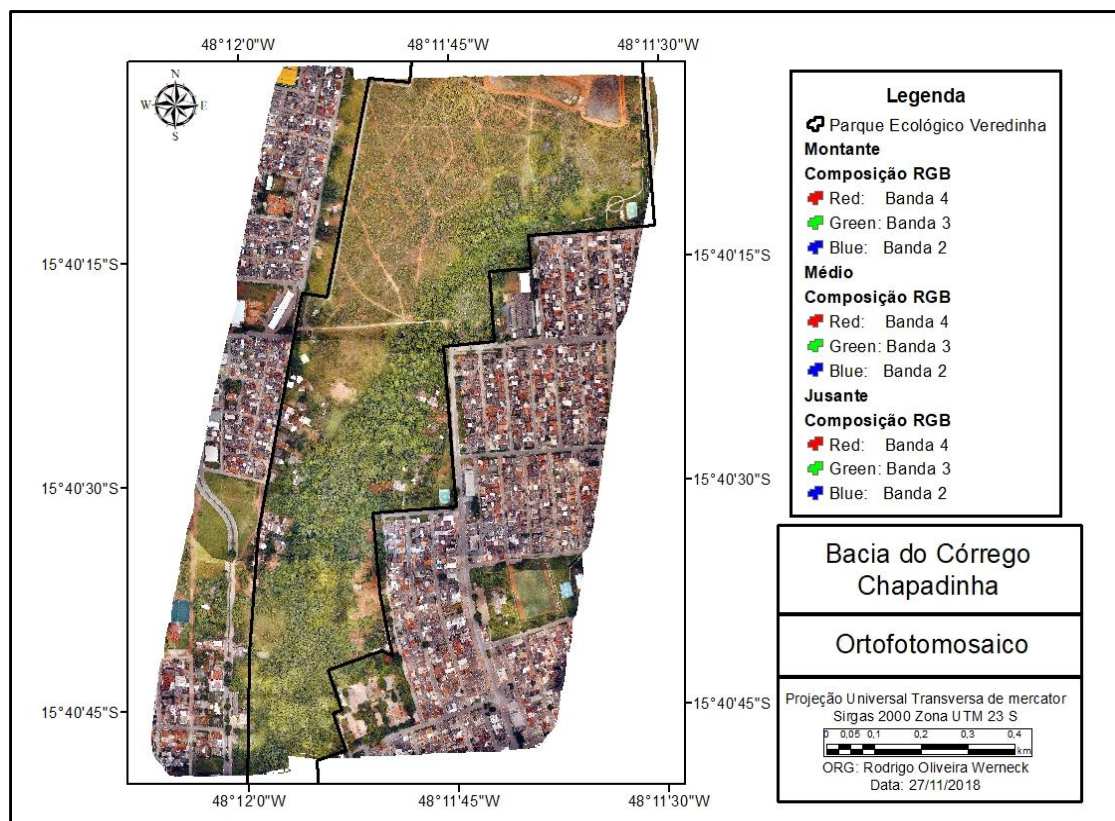 48°12'0"W
48°11'45"W
48°11'30"W
N
W
E
S
15°40'15"S
15°40'15"S
15°40'30"S
15°40'30"S
15°40'45"S
15°40'45"S
48°12'0"W
48°11'45"W
48°11'30"W
Legenda
Parque Ecológico Veredinha
Montante
Composição RGB
Red: Banda 4
Green: Banda 3
Blue: Banda 2
Médio
Composição RGB
Red: Banda 4
Green: Banda 3
Blue: Banda 2
Jusante
Composição RGB
Red: Banda 4
Green: Banda 3
Blue: Banda 2
Bacia do Córrego
Chapadinha
Ortofotomosaico
Projeção Universal Transversa de mercator
Sirgas 2000 Zona UTM 23 S
0 0,05 0,1 0,2 0,3 0,4
km
ORG: Rodrigo Oliveira Werneck
Data: 27/11/2018